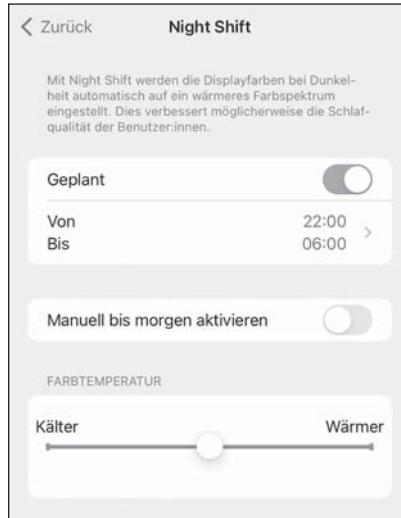 Zurück Night Shift
Mit Night Shift werden die Displayfarben bei Dunkel-
heit automatisch auf ein wärmeres Farbspektrum
eingestellt. Dies verbessert möglicherweise die Schlaf-
qualität der Benutzer:innen.
Geplant
Von 22:00
Bis 06:00
Manuell bis morgen aktivieren
FARBTEMPERATUR
Kälter Wärmer